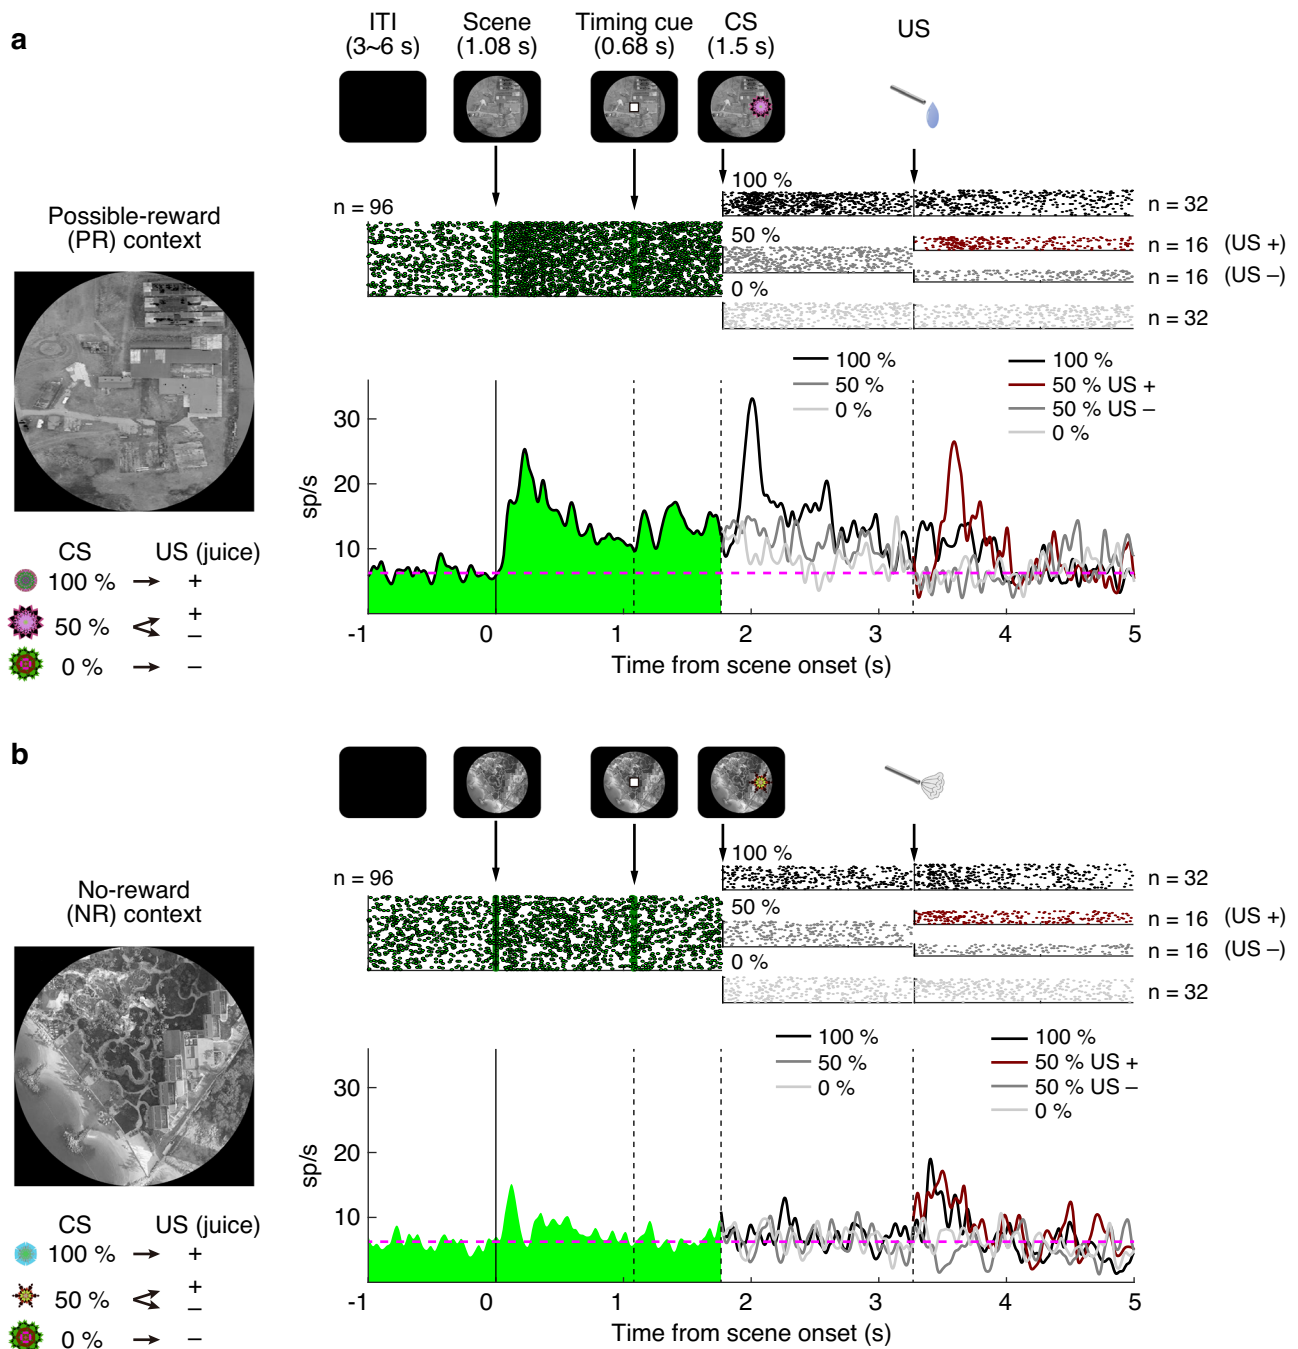 a
ITI
(3~6 s)
Scene
(1.08 s)
Timing cue
(0.68 s)
CS
(1.5 s)
US
Possible-reward
(PR) context
n = 96
100 %
50 %
0 %
n = 32
n = 16 (US +)
n = 16 (US –)
n = 32
CS US (juice)
100 % +
50 % +
–
0 % –
100 %
50 %
0 %
100 %
50 % US +
50 % US –
0 %
sp/s
30
20
10
-1 0 1 2 3 4 5
Time from scene onset (s)
b
No-reward
(NR) context
n = 96
100 %
50 %
0 %
n = 32
n = 16 (US +)
n = 16 (US –)
n = 32
CS US (juice)
100 % +
50 % +
–
0 % –
100 %
50 %
0 %
100 %
50 % US +
50 % US –
0 %
sp/s
30
20
10
-1 0 1 2 3 4 5
Time from scene onset (s)